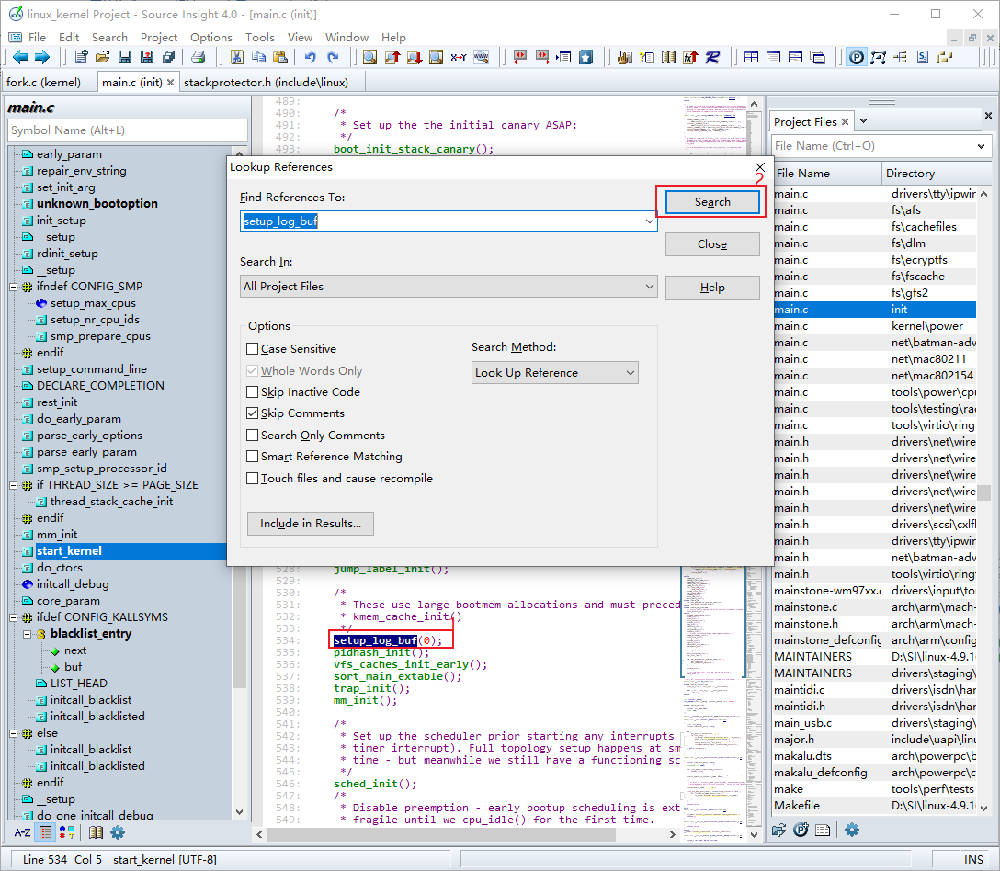 linux_kernel Project - Source Insight 4.0 - [main.c (init)]
File Edit Search Project Options Tools View Window Help
fork.c (kernel) main.c (init) stackprotector.h (include\linux)
main.c
Symbol Name (Alt+L)
early_param
repair_env_string
set_init_arg
unknown_bootoption
init_setup
__setup
rdinit_setup
__setup
ifndef CONFIG_SMP
setup_max_cpus
setup_nr_cpu_ids
smp_prepare_cpus
endif
setup_command_line
DECLARE_COMPLETION
rest_init
do_early_param
parse_early_options
parse_early_param
smp_setup_processor_id
if THREAD_SIZE >= PAGE_SIZE
thread_stack_cache_init
endif
mm_init
start_kernel
do_ctors
initcall_debug
core_param
ifdef CONFIG_KALLSYMS
blacklist_entry
next
buf
LIST_HEAD
initcall_blacklist
initcall_blacklisted
else
initcall_blacklist
initcall_blacklisted
endif
__setup
do_one_initcall_debug
A-Z
489:
490: /*
491: * Set up the the initial canary ASAP:
492: */
493: boot_init_stack_canary();
Lookup References
Find References To:
setup_log_buf
Search
2
Close
Search In:
All Project Files
Help
Options
Case Sensitive
Whole Words Only
Skip Inactive Code
Skip Comments
Search Only Comments
Smart Reference Matching
Touch files and cause recompile
Search Method:
Look Up Reference
Include in Results...
528: jump_label_init();
529:
530: /*
531: * These use large bootmem allocations and must preced
532: * kmem_cache_init()
533: */
534: setup_log_buf(0);
535: pidhash_init();
536: vfs_caches_init_early();
537: sort_main_extable();
538: trap_init();
539: mm_init();
540:
541: /*
542: * Set up the scheduler prior starting any interrupts
543: * timer interrupt). Full topology setup happens at sm
544: * time - but meanwhile we still have a functioning sc
545: */
546: sched_init();
547: /*
548: * Disable preemption - early bootup scheduling is ext
549: * fragile until we cpu_idle() for the first time.
Project Files
File Name (Ctrl+O)
File Name Directory
main.c drivers\tty\ipwir
main.c fs\afs
main.c fs\cachefiles
main.c fs\dlm
main.c fs\ecryptfs
main.c fs\fscache
main.c fs\gfs2
main.c init
main.c kernel\power
main.c net\batman-adv
main.c net\mac80211
main.c net\mac802154
main.c tools\power\cpu
main.c tools\testing\rad
main.c tools\virtio\ringt
main.h drivers\net\wire
main.h drivers\net\wire
main.h drivers\net\wire
main.h drivers\net\wire
main.h drivers\net\wire
main.h drivers\scsi\cxlfl
main.h drivers\tty\ipwir
main.h net\batman-adv
main.h tools\virtio\ringt
mainstone-wm97xx.c drivers\input\to
mainstone.c arch\arm\mach-
mainstone.h arch\arm\mach-
mainstone_defconfig arch\arm\config
MAINTAINERS D:\SI\linux-4.9.1
MAINTAINERS drivers\staging\
maintidi.c drivers\isdn\har
maintidi.h drivers\isdn\har
main_usb.c drivers\staging\
major.h include\uapi\linu
makalu.dts arch\powerpc\b
makalu_defconfig arch\powerpc\c
make tools\perf\tests
Makefile D:\SI\linux-4.9.1
Line 534 Col 5 start_kernel [UTF-8] INS